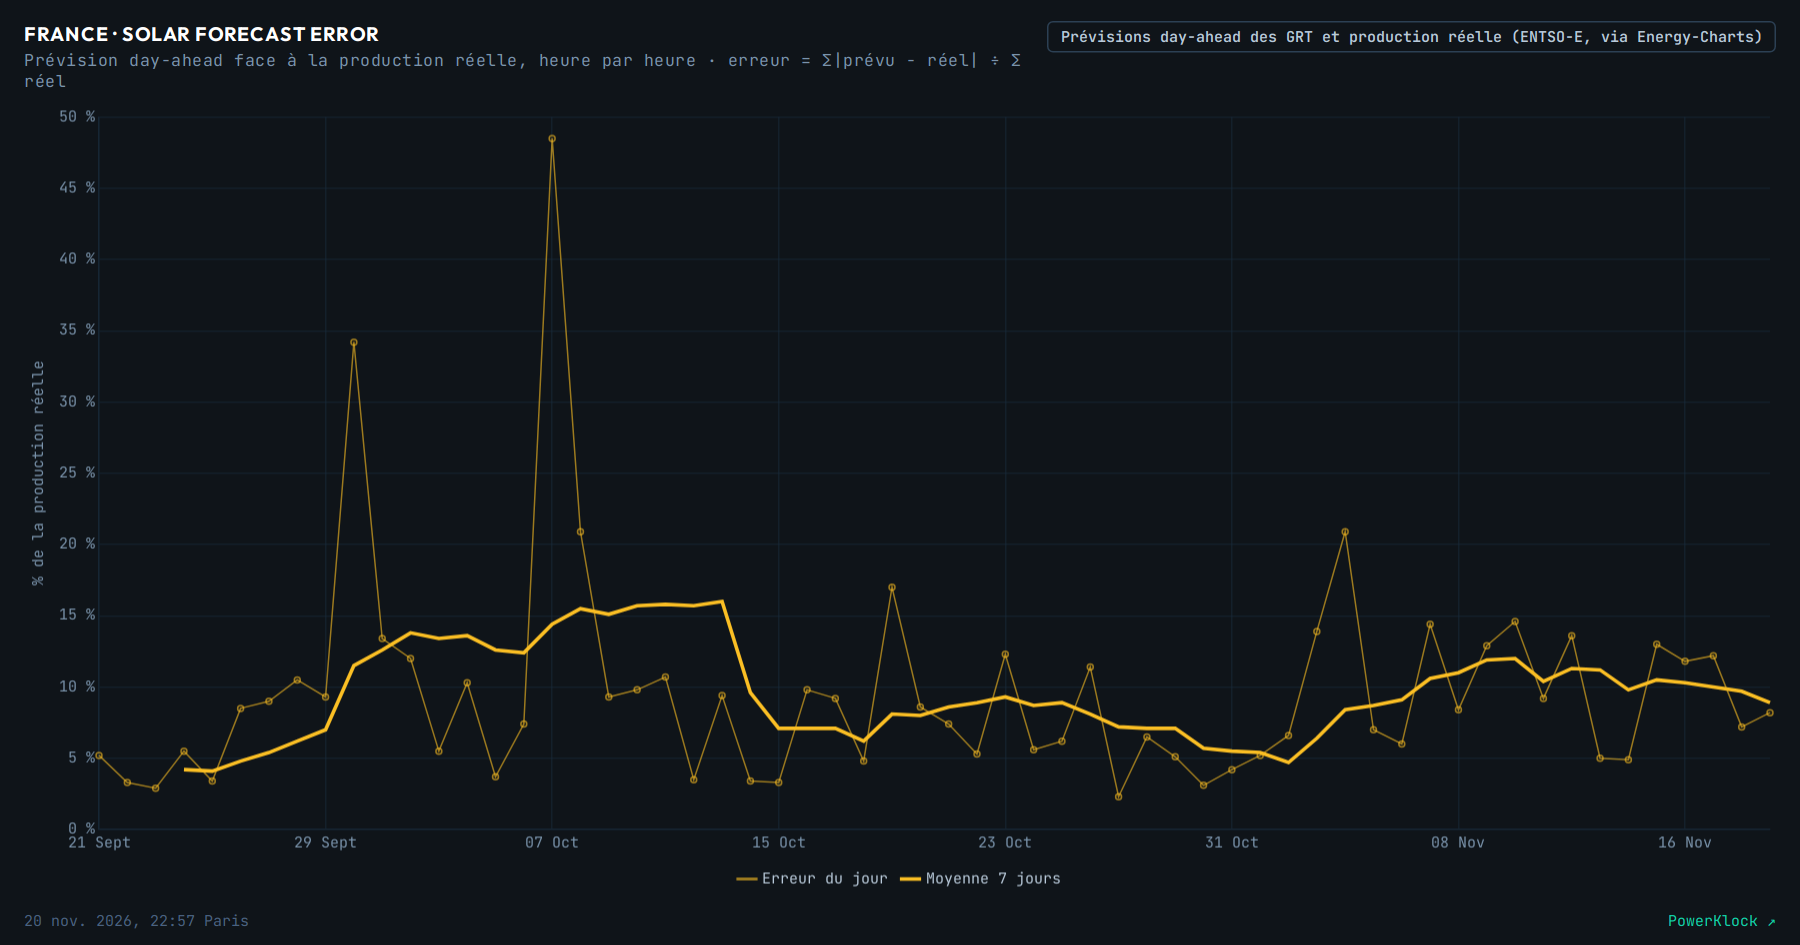 FRANCE · SOLAR FORECAST ERROR
Prévision day-ahead face à la production réelle, heure par heure · erreur = Σ|prévu - réel| ÷ Σ
réel
Prévisions day-ahead des GRT et production réelle (ENTSO-E, via Energy-Charts)
% de la production réelle
50 %
45 %
40 %
35 %
30 %
25 %
20 %
15 %
10 %
5 %
0 %
21 Sept
29 Sept
07 Oct
15 Oct
23 Oct
31 Oct
08 Nov
16 Nov
Erreur du jour
Moyenne 7 jours
20 nov. 2026, 22:57 Paris
PowerKlock ↗